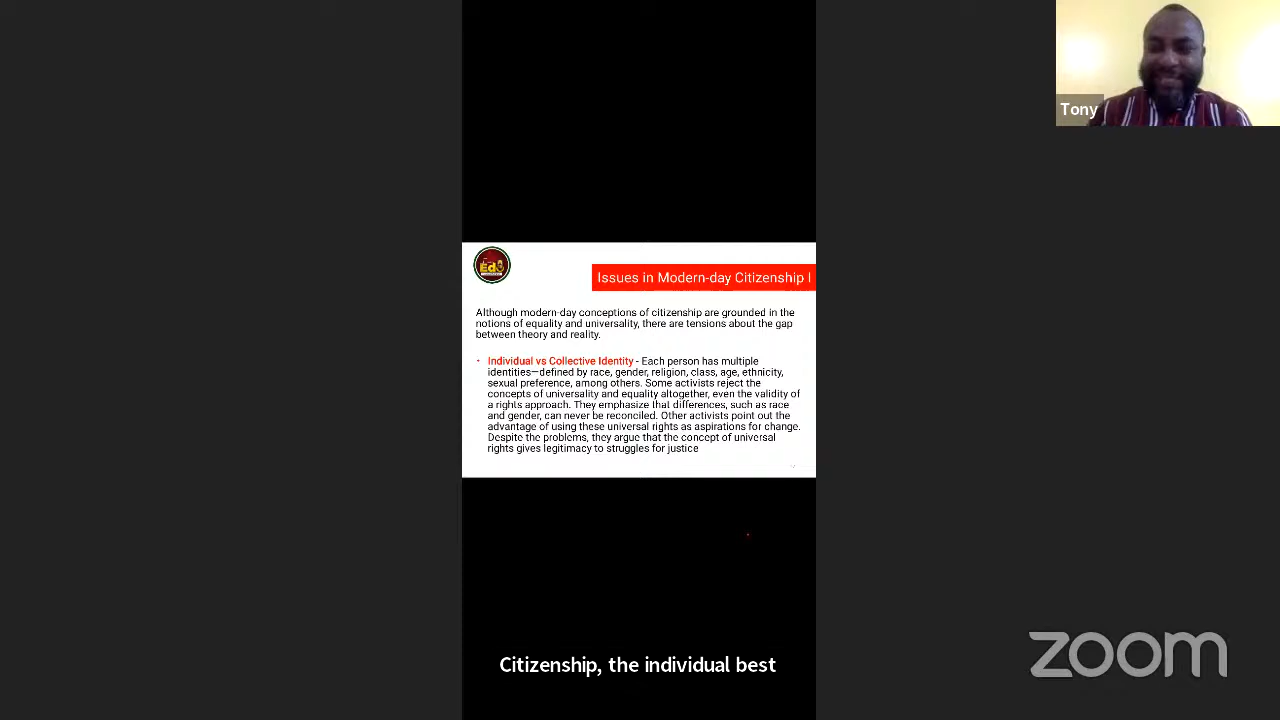 Tony
Ed
Issues in Modern-day Citizenship I
Although modern-day conceptions of citizenship are grounded in the
notions of equality and universality, there are tensions about the gap
between theory and reality.
- Individual vs Collective Identity - Each person has multiple
identities—defined by race, gender, religion, class, age, ethnicity,
sexual preference, among others. Some activists reject the
concepts of universality and equality altogether, even the validity of
a rights approach. They emphasize that differences, such as race
and gender, can never be reconciled. Other activists point out the
advantage of using these universal rights as aspirations for change.
Despite the problems, they argue that the concept of universal
rights gives legitimacy to struggles for justice
Citizenship, the individual best
zoom